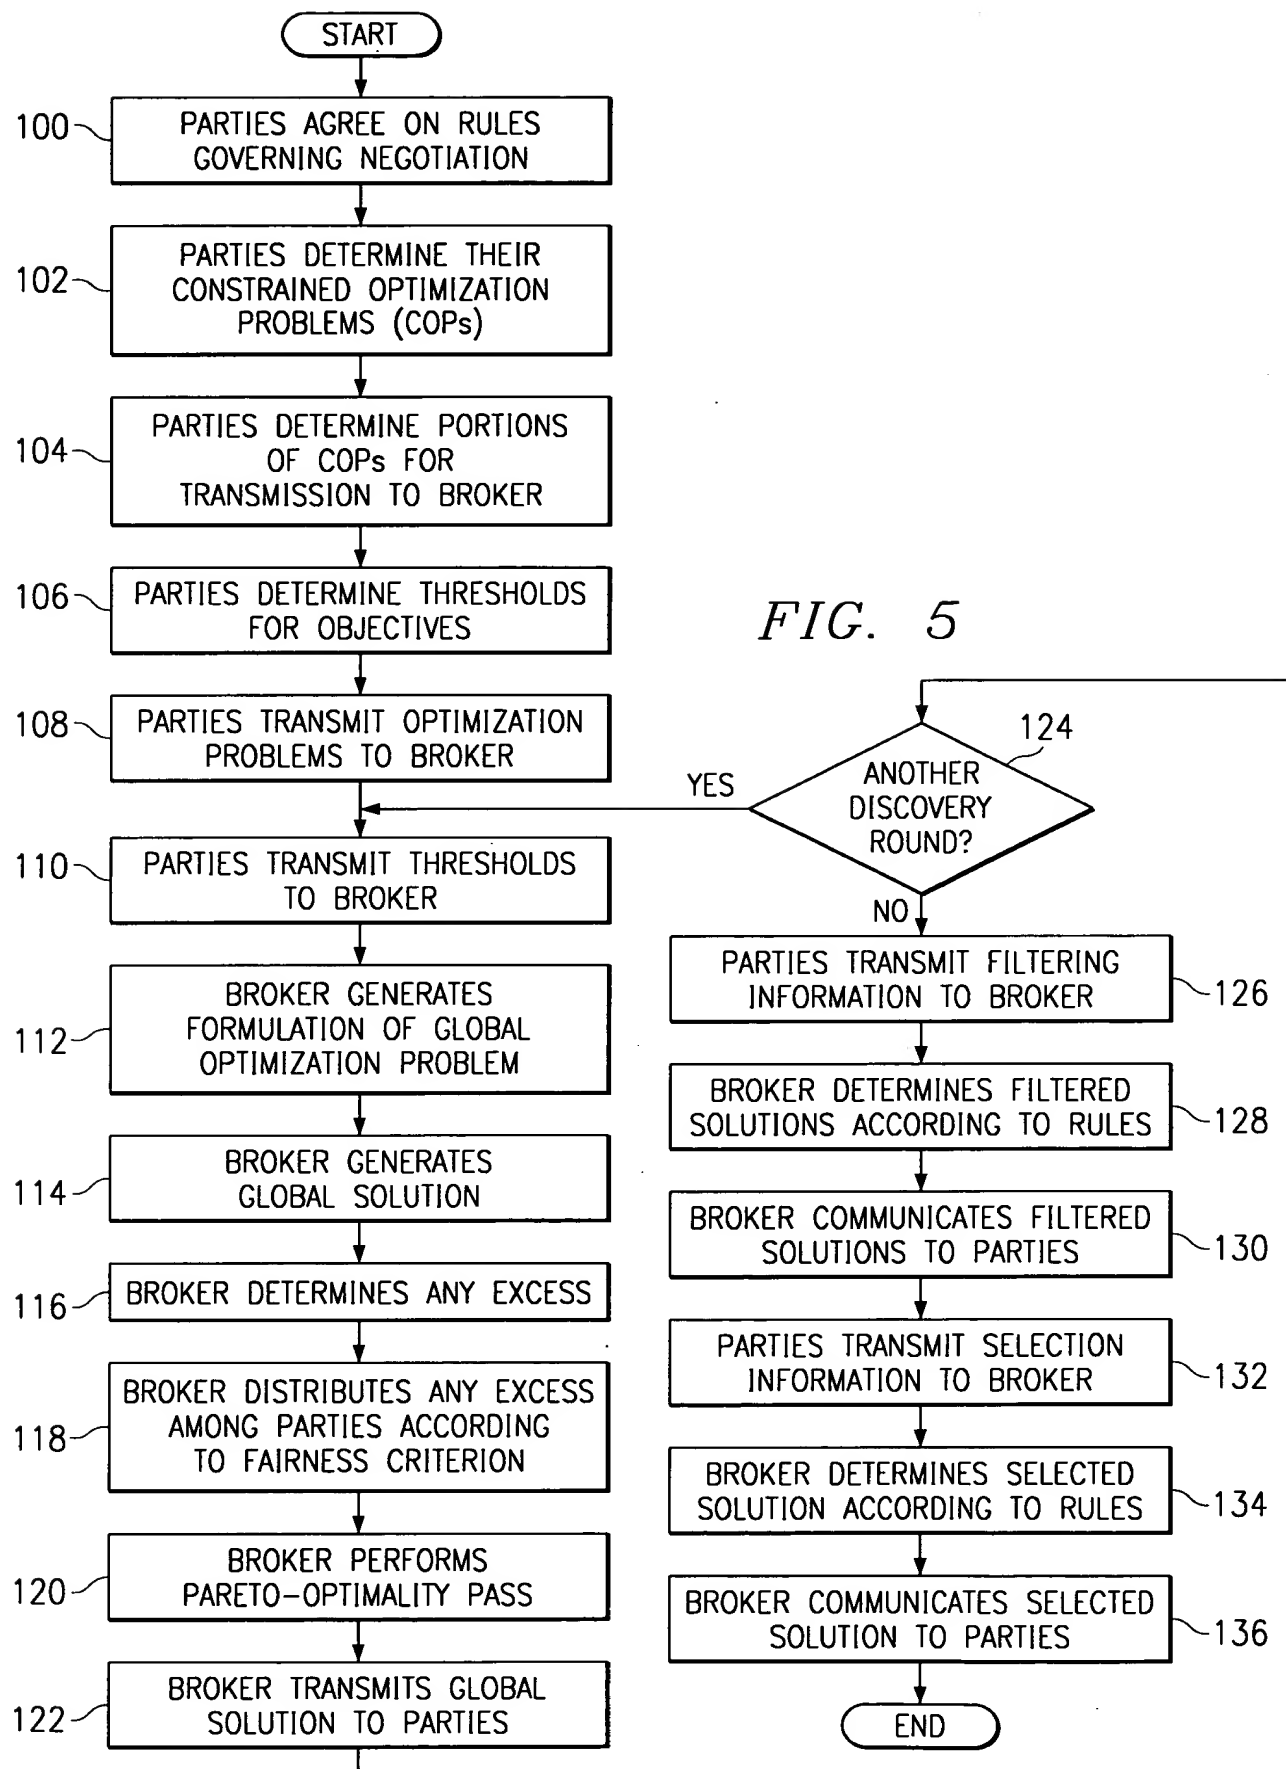 START
100
PARTIES AGREE ON RULES
GOVERNING NEGOTIATION
102
PARTIES DETERMINE THEIR
CONSTRAINED OPTIMIZATION
PROBLEMS (COPs)
104
PARTIES DETERMINE PORTIONS
OF COPs FOR
TRANSMISSION TO BROKER
106
PARTIES DETERMINE THRESHOLDS
FOR OBJECTIVES
108
PARTIES TRANSMIT OPTIMIZATION
PROBLEMS TO BROKER
110
PARTIES TRANSMIT THRESHOLDS
TO BROKER
112
BROKER GENERATES
FORMULATION OF GLOBAL
OPTIMIZATION PROBLEM
114
BROKER GENERATES
GLOBAL SOLUTION
116
BROKER DETERMINES ANY EXCESS
118
BROKER DISTRIBUTES ANY EXCESS
AMONG PARTIES ACCORDING
TO FAIRNESS CRITERION
120
BROKER PERFORMS
PARETO-OPTIMALITY PASS
122
BROKER TRANSMITS GLOBAL
SOLUTION TO PARTIES
FIG. 5
124
ANOTHER
DISCOVERY
ROUND?
YES
NO
PARTIES TRANSMIT FILTERING
INFORMATION TO BROKER
126
BROKER DETERMINES FILTERED
SOLUTIONS ACCORDING TO RULES
128
BROKER COMMUNICATES FILTERED
SOLUTIONS TO PARTIES
130
PARTIES TRANSMIT SELECTION
INFORMATION TO BROKER
132
BROKER DETERMINES SELECTED
SOLUTION ACCORDING TO RULES
134
BROKER COMMUNICATES SELECTED
SOLUTION TO PARTIES
136
END